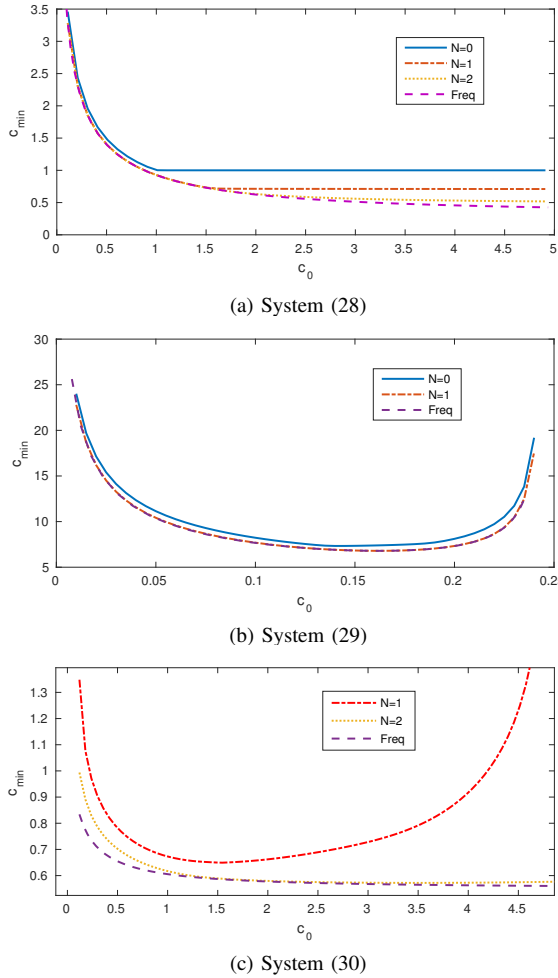 3.5
3
2.5
2
1.5
1
0.5
0
c_min
N=0
N=1
N=2
Freq
0 0.5 1 1.5 2 2.5 3 3.5 4 4.5 5
c_0
(a) System (28)
30
25
20
15
10
5
c_min
N=0
N=1
Freq
0.05 0.1 0.15 0.2 0.2
c_0
(b) System (29)
1.3
1.2
1.1
1
0.9
0.8
0.7
0.6
c_min
N=1
N=2
Freq
0 0.5 1 1.5 2 2.5 3 3.5 4 4.5
c_0
(c) System (30)